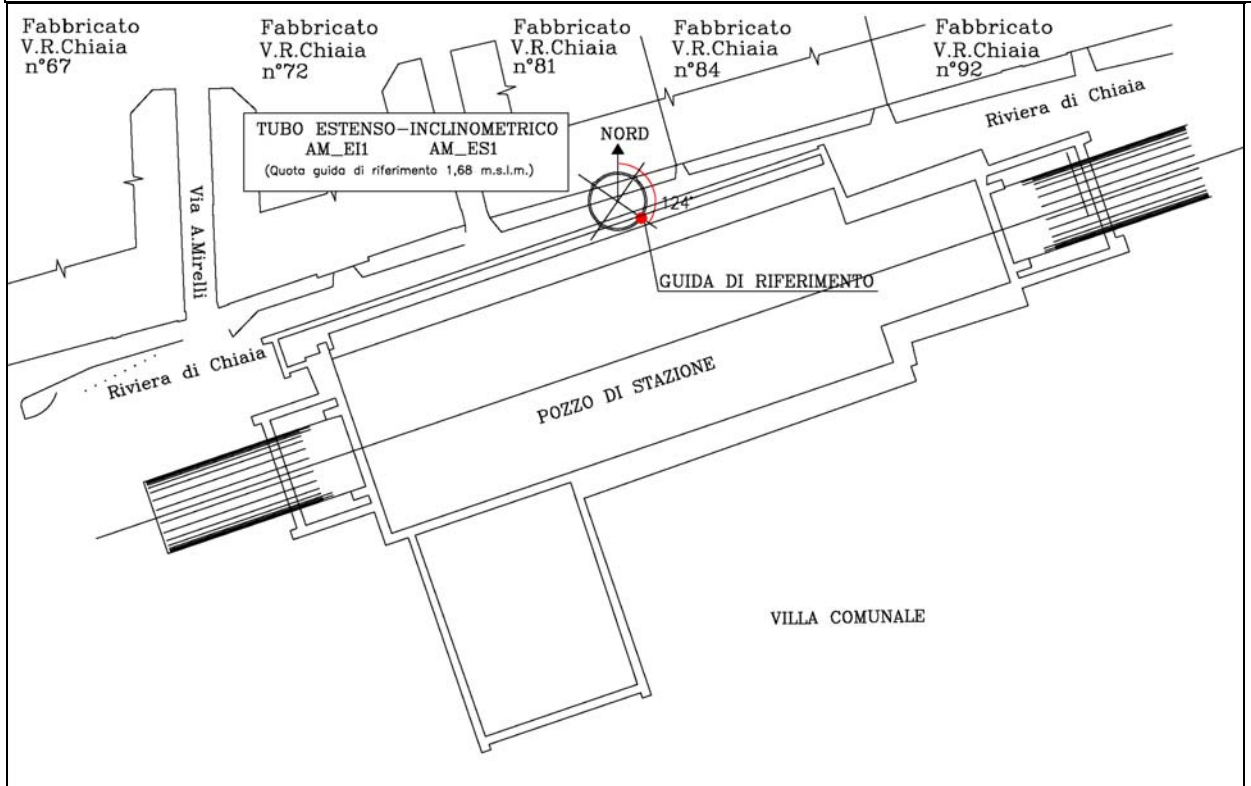 Fabbricato
V.R.Chiaia
n°67
Fabbricato
V.R.Chiaia
n°72
Fabbricato
V.R.Chiaia
n°81
Fabbricato
V.R.Chiaia
n°84
Fabbricato
V.R.Chiaia
n°92
TUBO ESTENSO-INCLINOMETRICO
AM_EI1 AM_ES1
(Quota guida di riferimento 1,68 m.s.l.m.)
NORD
124°
Riviera di Chiaia
Via A.Mirelli
GUIDA DI RIFERIMENTO
Riviera di Chiaia
POZZO DI STAZIONE
VILLA COMUNALE